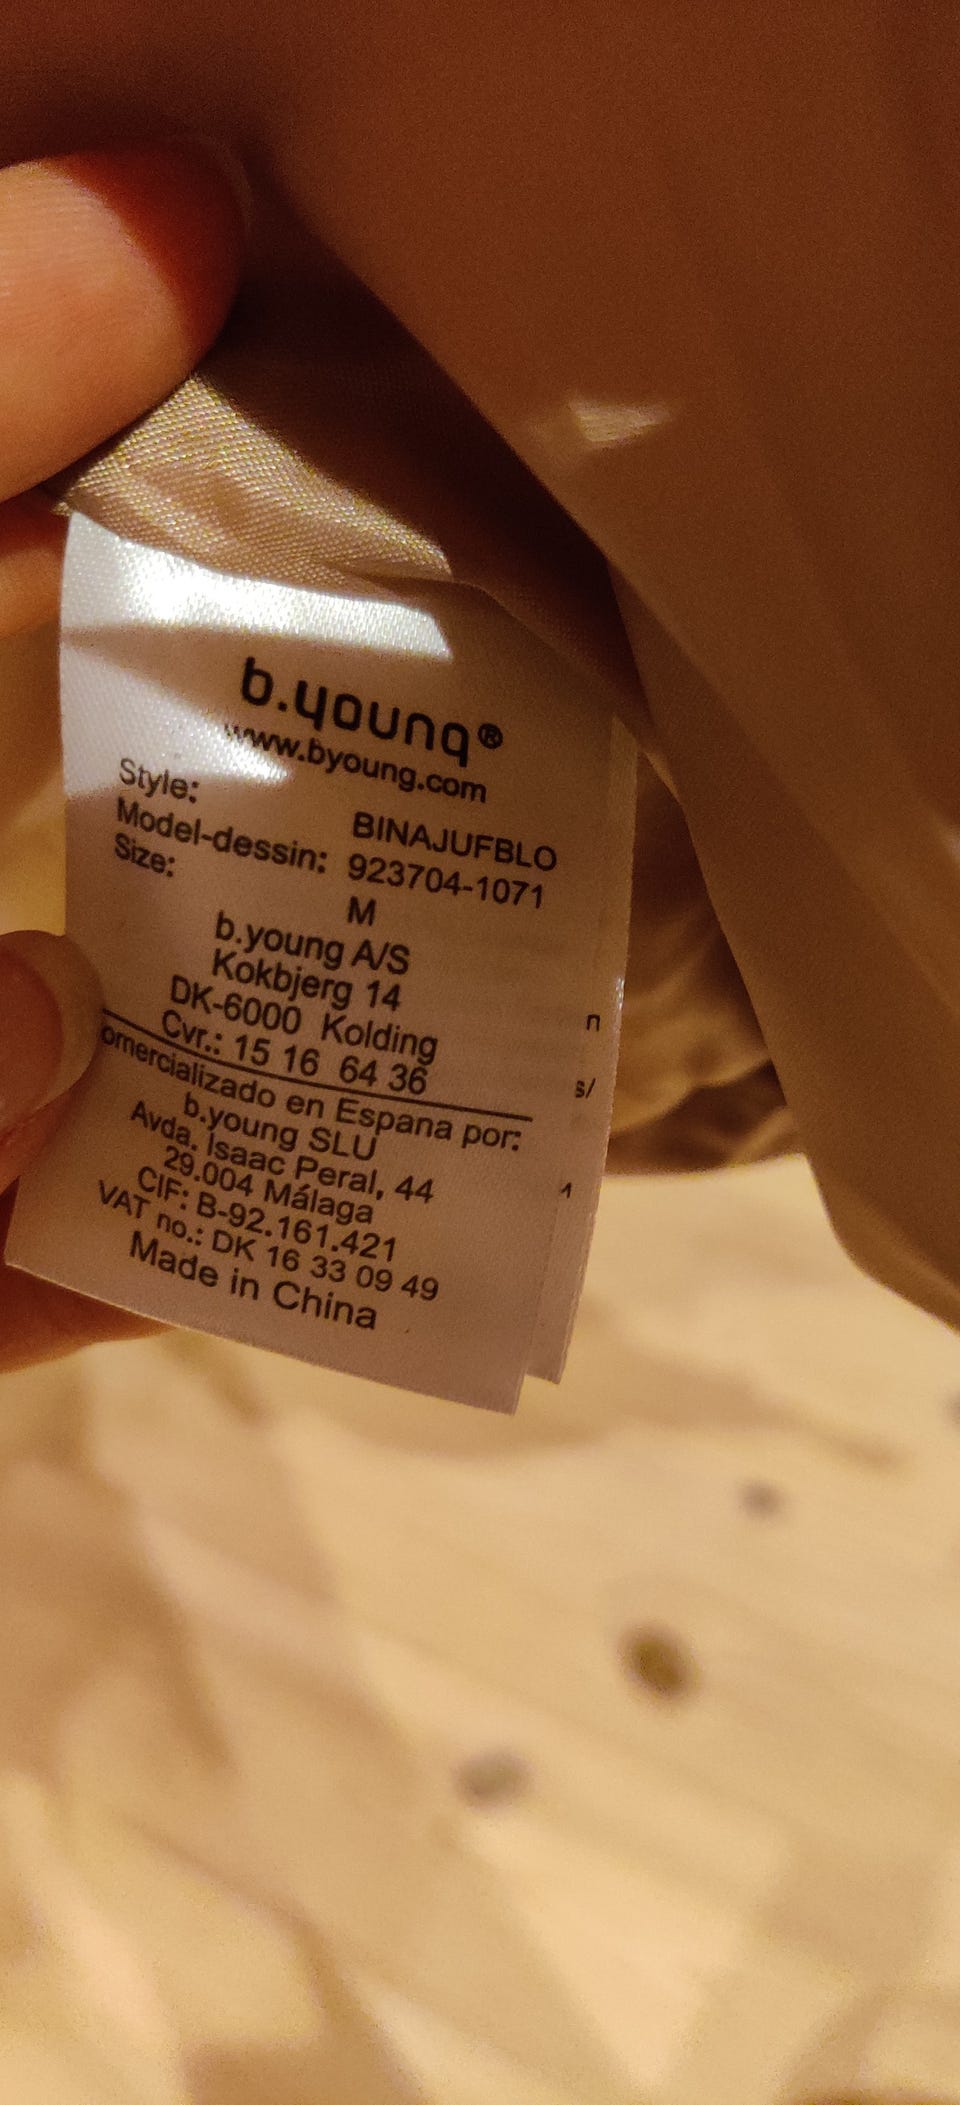 b.young®
www.byoung.com
Style: BINAJUFBLO
Model-dessin: 923704-1071
Size: M
b.young A/S
Kokbjerg 14
DK-6000 Kolding
Cvr.: 15 16 64 36
omercializado en Espana por:
b.young SLU
Avda. Isaac Peral, 44
29.004 Málaga
CIF: B-92.161.421
VAT no.: DK 16 33 09 49
Made in China
n
s/